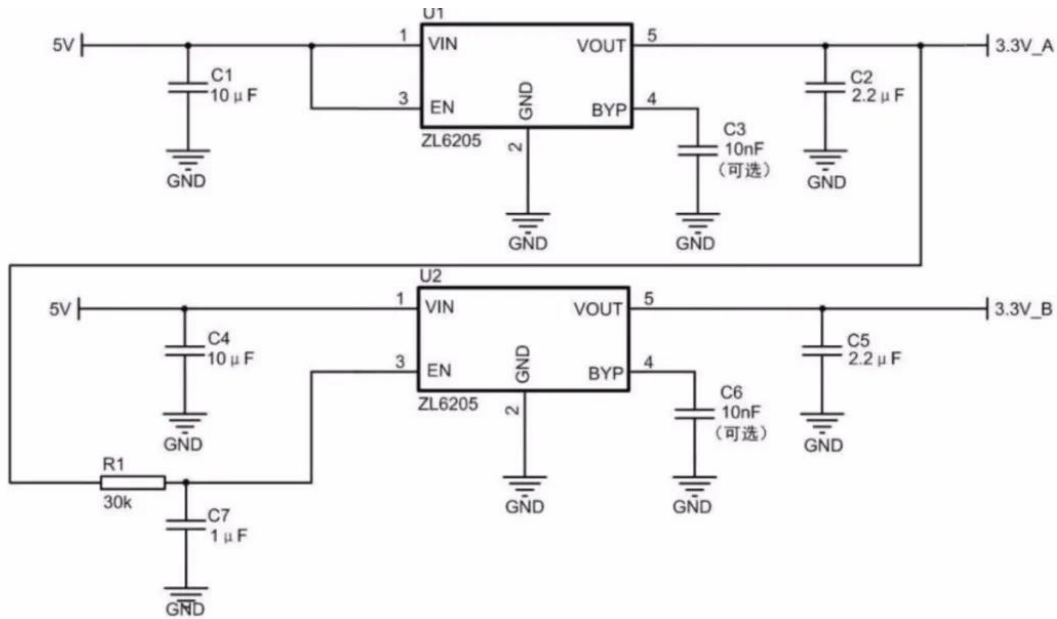 U1
5V
1
VIN
VOUT
5
3.3V_A
C1
10μF
3
EN
GND
BYP
4
C2
2.2μF
ZL6205
2
C3
10nF
(可选)
GND
GND
GND
GND
U2
5V
1
VIN
VOUT
5
3.3V_B
C4
10μF
3
EN
GND
BYP
4
C5
2.2μF
ZL6205
2
C6
10nF
(可选)
GND
GND
R1
30k
GND
GND
C7
1μF
GND